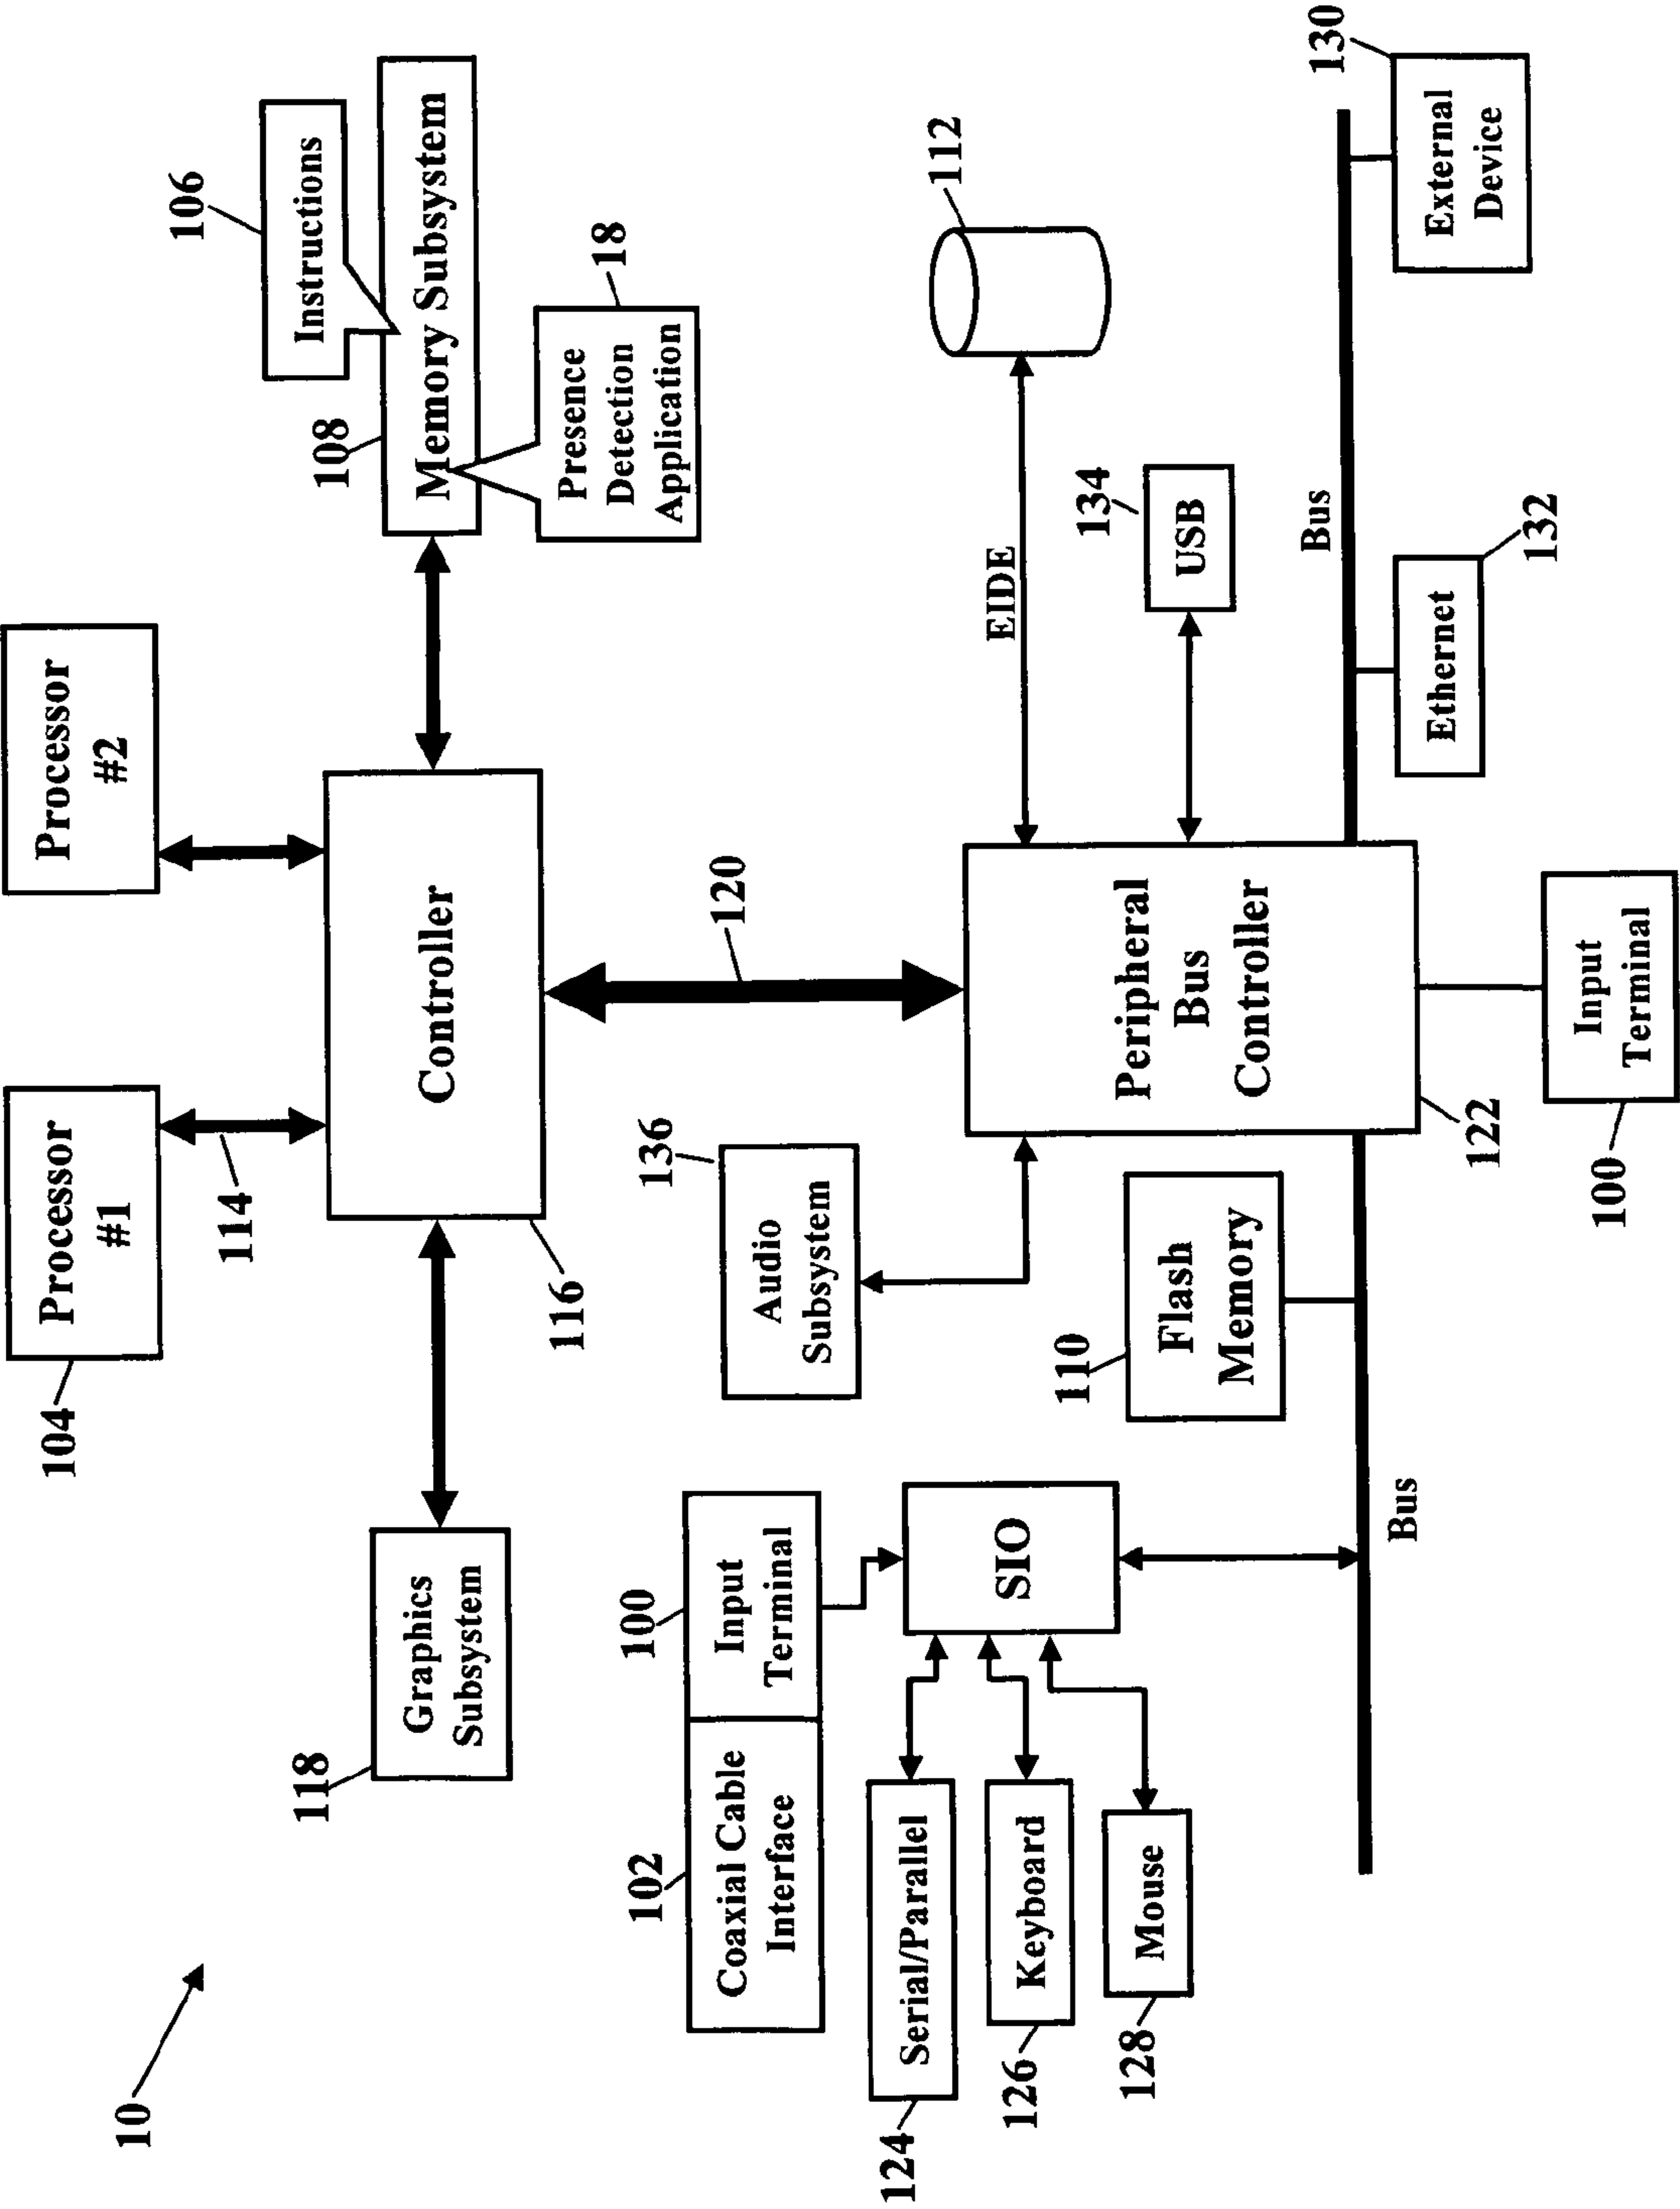 10
104
Processor
#1
114
Processor
#2
118
Graphics
Subsystem
116
Controller
108
Memory Subsystem
106
Instructions
18
Presence
Detection
Application
120
102
Coaxial Cable
Interface
100
Input
Terminal
136
Audio
Subsystem
Peripheral
Bus
Controller
122
EIDE
112
134
USB
124
Serial/Parallel
126
Keyboard
128
Mouse
SIO
110
Flash
Memory
Bus
Bus
100
Input
Terminal
Ethernet
132
External
Device
130